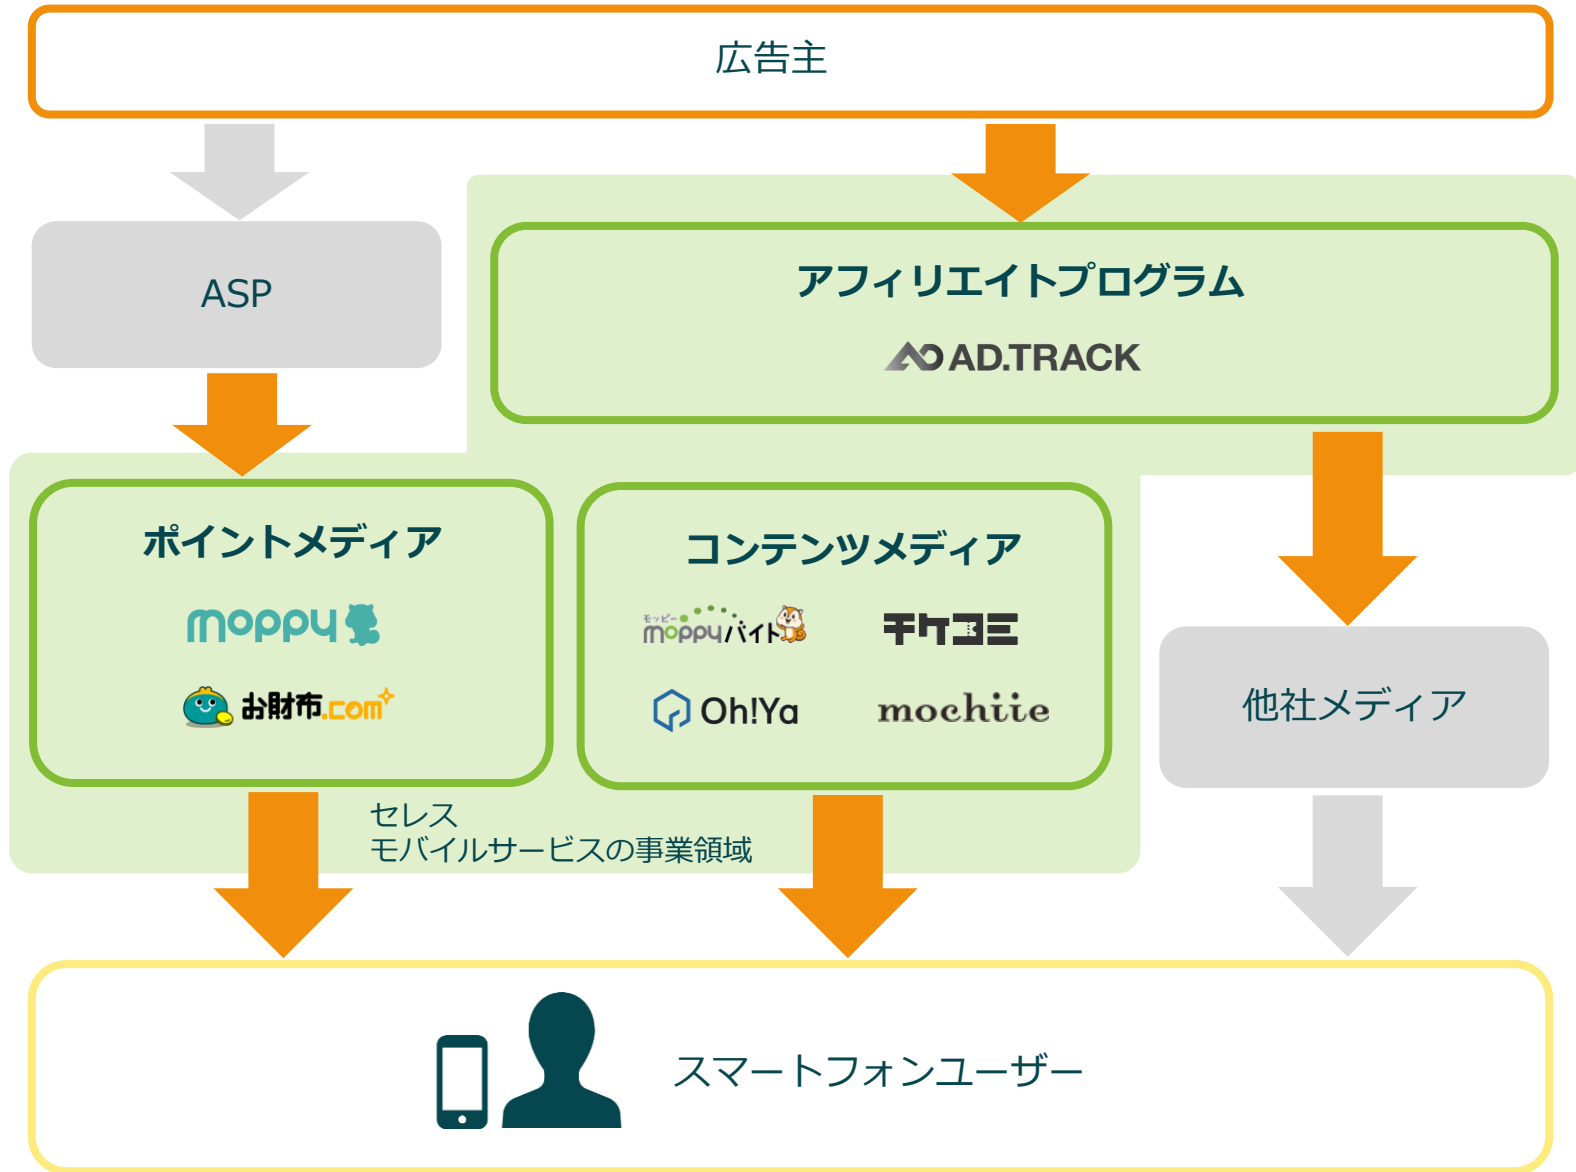 広告主
ASP
アフィリエイトプログラム
AD.TRACK
ポイントメディア
moppy
お財布.com
コンテンツメディア
モッピー
moppyバイト
チケコミ
Oh!Ya
mochiie
他社メディア
セレス
モバイルサービスの事業領域
スマートフォンユーザー